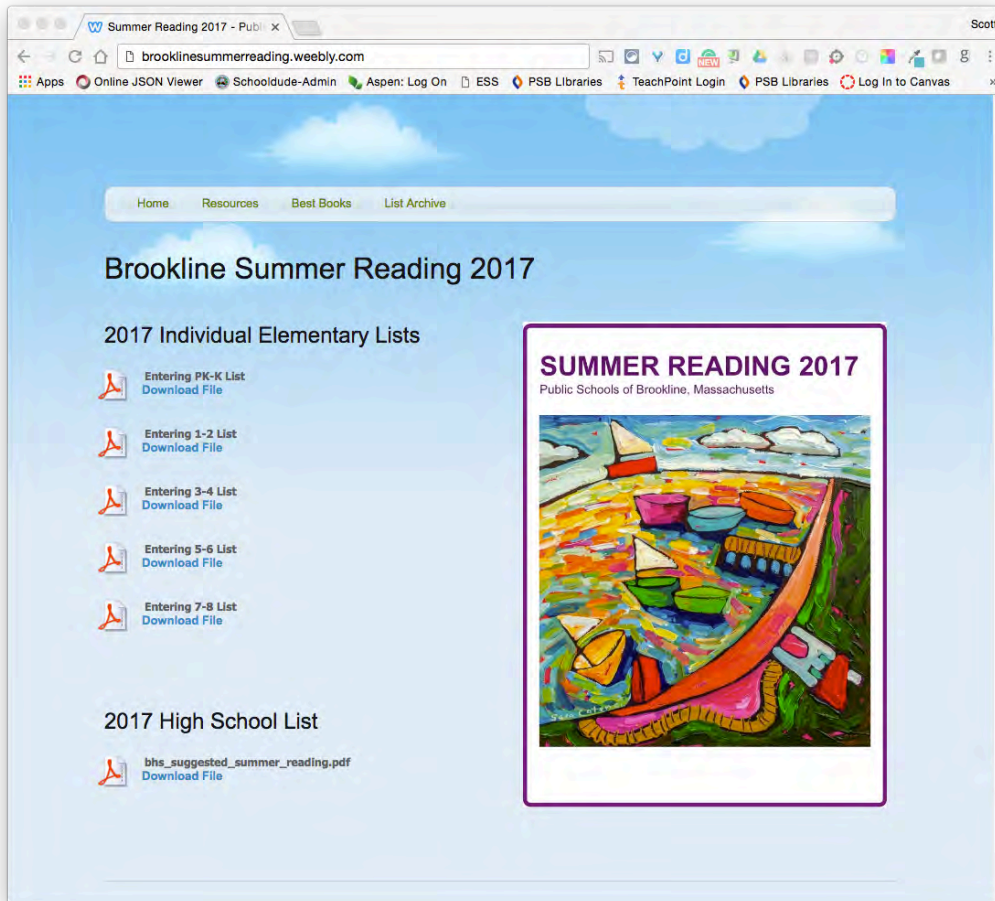 Summer Reading 2017 - Publ
Scott
brooklinesummerreading.weebly.com
NEW
Apps Online JSON Viewer Schooldude-Admin Aspen: Log On ESS PSB LIbraries TeachPoint Login PSB Libraries Log In to Canvas
Home Resources Best Books List Archive
Brookline Summer Reading 2017
2017 Individual Elementary Lists
Entering PK-K List
Download File
Entering 1-2 List
Download File
Entering 3-4 List
Download File
Entering 5-6 List
Download File
Entering 7-8 List
Download File
2017 High School List
bhs_suggested_summer_reading.pdf
Download File
SUMMER READING 2017
Public Schools of Brookline, Massachusetts